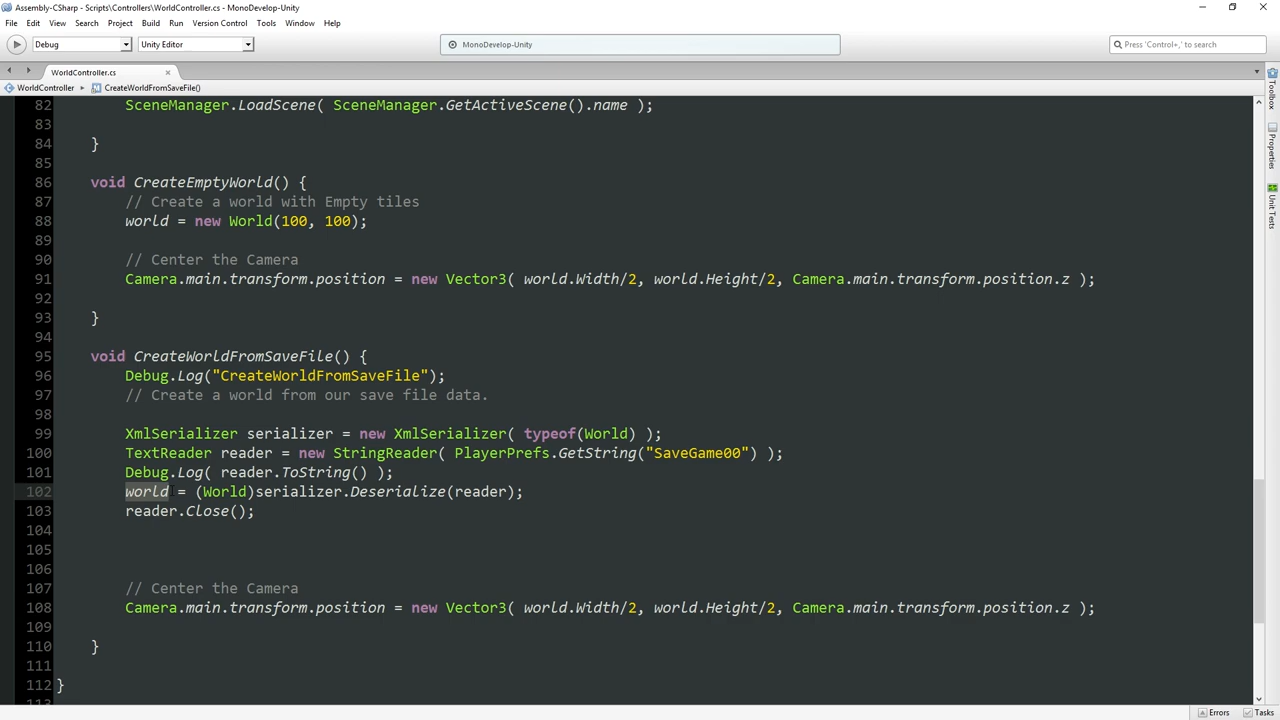 Assembly-CSharp - Scripts\Controllers\WorldController.cs - MonoDevelop-Unity
File Edit View Search Project Build Run Version Control Tools Window Help
Debug Unity Editor MonoDevelop-Unity Press 'Control+,' to search
WorldController.cs
WorldController CreateWorldFromSaveFile()
82 SceneManager.LoadScene( SceneManager.GetActiveScene().name );
83
84 }
85
86 void CreateEmptyWorld() {
87 // Create a world with Empty tiles
88 world = new World(100, 100);
89
90 // Center the Camera
91 Camera.main.transform.position = new Vector3( world.Width/2, world.Height/2, Camera.main.transform.position.z );
92
93 }
94
95 void CreateWorldFromSaveFile() {
96 Debug.Log("CreateWorldFromSaveFile");
97 // Create a world from our save file data.
98
99 XmlSerializer serializer = new XmlSerializer( typeof(World) );
100 TextReader reader = new StringReader( PlayerPrefs.GetString("SaveGame00") );
101 Debug.Log( reader.ToString() );
102 world = (World)serializer.Deserialize(reader);
103 reader.Close();
104
105
106
107 // Center the Camera
108 Camera.main.transform.position = new Vector3( world.Width/2, world.Height/2, Camera.main.transform.position.z );
109
110 }
111
112 }
113
Toolbox
Properties
Unit Tests
Errors Tasks